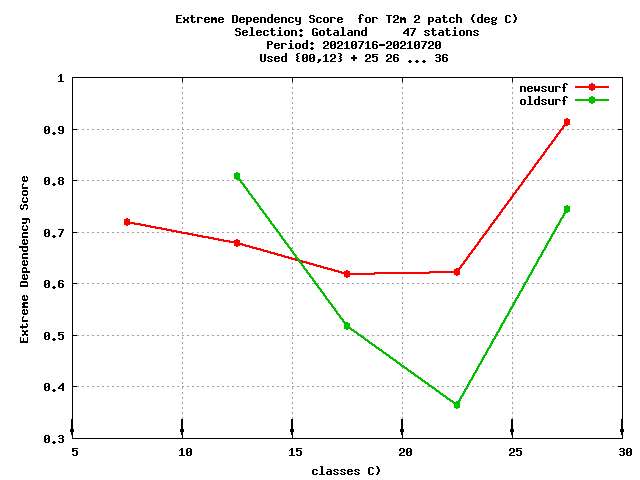 Extreme Dependency Score  for T2m 2 patch (deg C)
Selection: Gotaland     47 stations
Period: 20210716-20210720
Used {00,12} + 25 26 ... 36
newsurf
oldsurf
Extreme Dependency Score
1
0.9
0.8
0.7
0.6
0.5
0.4
0.3
5 10 15 20 25 30
classes C)